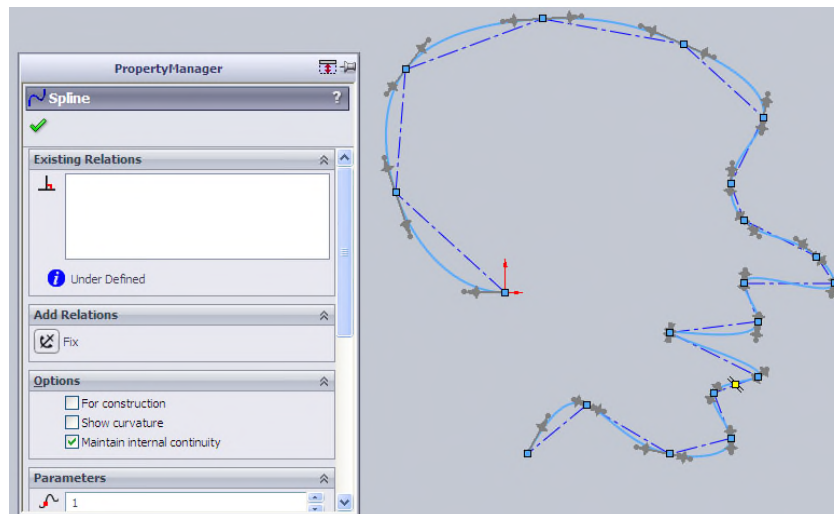 PropertyManager
Spline
?
Existing Relations
Under Defined
Add Relations
Fix
Options
For construction
Show curvature
Maintain internal continuity
Parameters
1